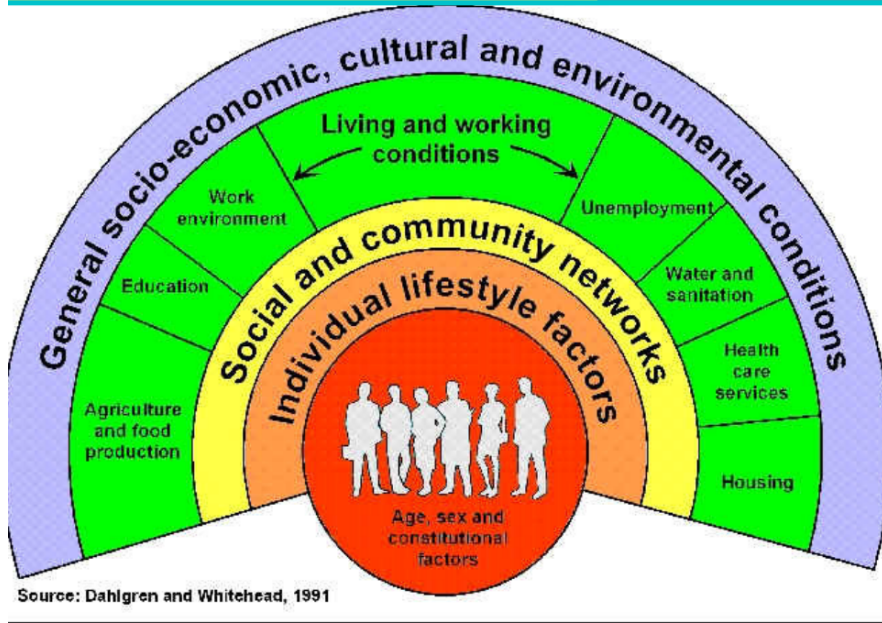 General socio-economic, cultural and environmental conditions
Living and working
conditions
Work
environment
Unemployment
Education
Water and
sanitation
Agriculture
and food
production
Health
care
services
Housing
Social and community networks
Individual lifestyle factors
Age, sex and
constitutional
factors
Source: Dahlgren and Whitehead, 1991